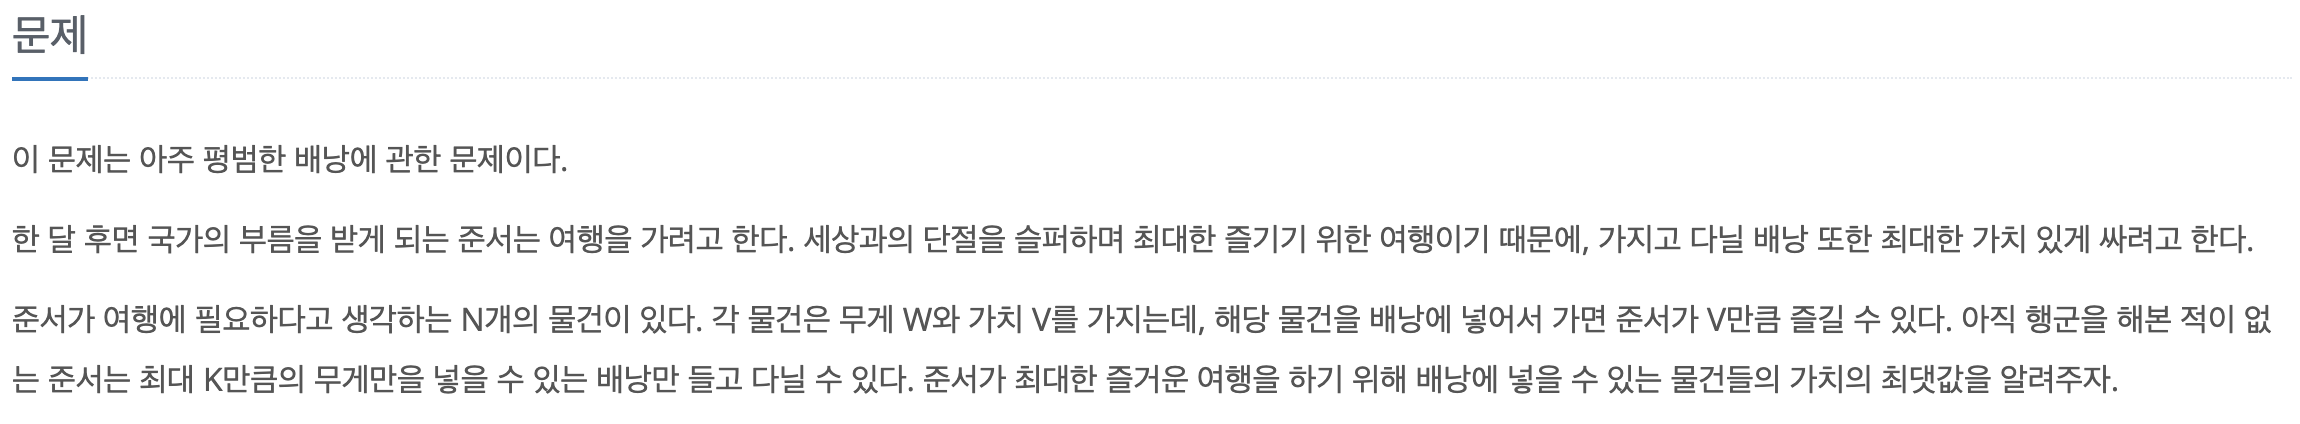 문제
이 문제는 아주 평범한 배낭에 관한 문제이다.
한 달 후면 국가의 부름을 받게 되는 준서는 여행을 가려고 한다. 세상과의 단절을 슬퍼하며 최대한 즐기기 위한 여행이기 때문에, 가지고 다닐 배낭 또한 최대한 가치 있게 싸려고 한다.
준서가 여행에 필요하다고 생각하는 N개의 물건이 있다. 각 물건은 무게 W와 가치 V를 가지는데, 해당 물건을 배낭에 넣어서 가면 준서가 V만큼 즐길 수 있다. 아직 행군을 해본 적이 없
는 준서는 최대 K만큼의 무게만을 넣을 수 있는 배낭만 들고 다닐 수 있다. 준서가 최대한 즐거운 여행을 하기 위해 배낭에 넣을 수 있는 물건들의 가치의 최댓값을 알려주자.